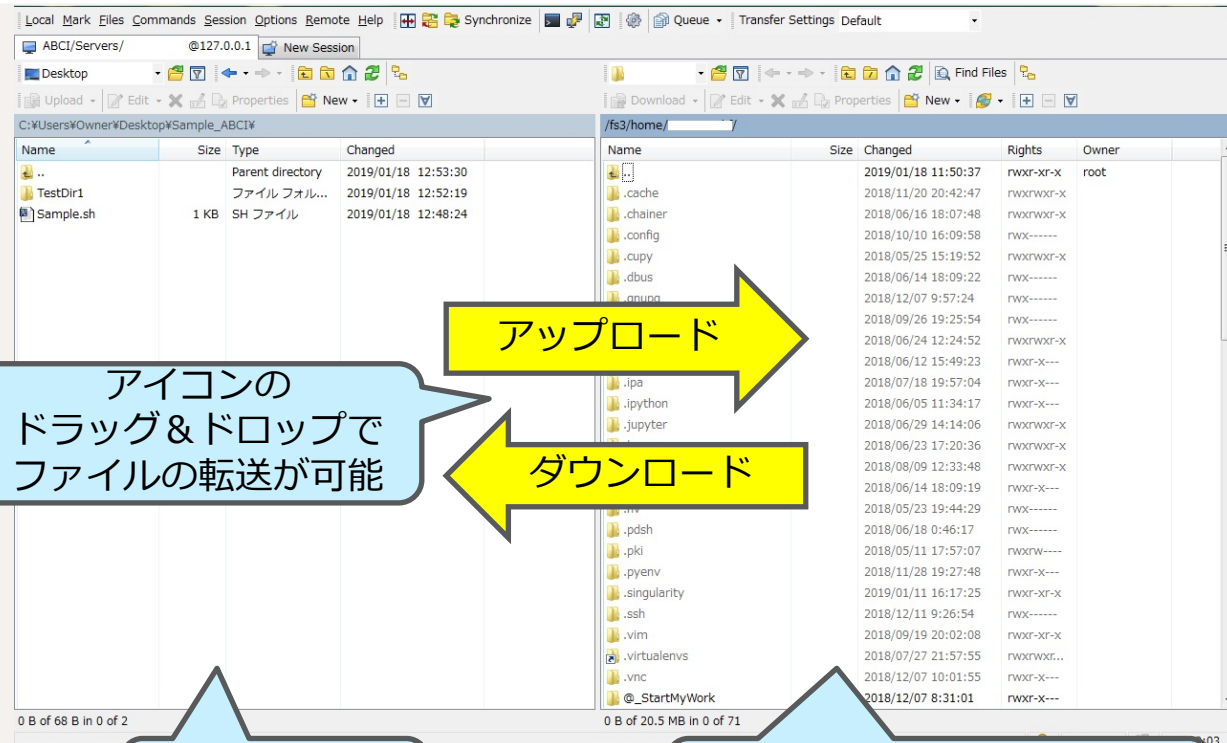 Local Mark Files Commands Session Options Remote Help Synchronize Queue Transfer Settings Default
ABCI/Servers/ @127.0.0.1 New Session
Desktop
Find Files
Upload Edit Properties New
Download Edit Properties New
C:¥Users¥Owner¥Desktop¥Sample_ABCI¥
/fs3/home/ /
Name Size Type Changed
.. Parent directory 2019/01/18 12:53:30
TestDir1 ファイル フォル... 2019/01/18 12:52:19
Sample.sh 1 KB SH ファイル 2019/01/18 12:48:24
Name Size Changed Rights Owner
.. 2019/01/18 11:50:37 rwxr-xr-x root
.cache 2018/11/20 20:42:47 rwxrwxr-x
.chainer 2018/06/16 18:07:48 rwxrwxr-x
.config 2018/10/10 16:09:58 rwx------
.cupy 2018/05/25 15:19:52 rwxrwxr-x
.dbus 2018/06/14 18:09:22 rwx------
.gnupg 2018/12/07 9:57:24 rwx------
2018/09/26 19:25:54 rwx------
2018/06/24 12:24:52 rwxrwxr-x
2018/06/12 15:49:23 rwxr-x---
.ipa 2018/07/18 19:57:04 rwxr-x---
.ipython 2018/06/05 11:34:17 rwxr-x---
.jupyter 2018/06/29 14:14:06 rwxrwxr-x
2018/06/23 17:20:36 rwxrwxr-x
2018/08/09 12:33:48 rwxrwxr-x
2018/06/14 18:09:19 rwxr-x---
.nv 2018/05/23 19:44:29 rwx------
.pdsh 2018/06/18 0:46:17 rwx------
.pki 2018/05/11 17:57:07 rwxrw----
.pyenv 2018/11/28 19:27:48 rwxr-x---
.singularity 2019/01/11 16:17:25 rwxr-xr-x
.ssh 2018/12/11 9:26:54 rwx------
.vim 2018/09/19 20:02:08 rwxr-xr-x
.virtualenvs 2018/07/27 21:57:55 rwxrwxr...
.vnc 2018/12/07 10:01:55 rwxr-x---
@_StartMyWork 2018/12/07 8:31:01 rwxr-x---
アップロード
アイコンの
ドラッグ＆ドロップで
ファイルの転送が可能
ダウンロード
0 B of 68 B in 0 of 2
0 B of 20.5 MB in 0 of 71